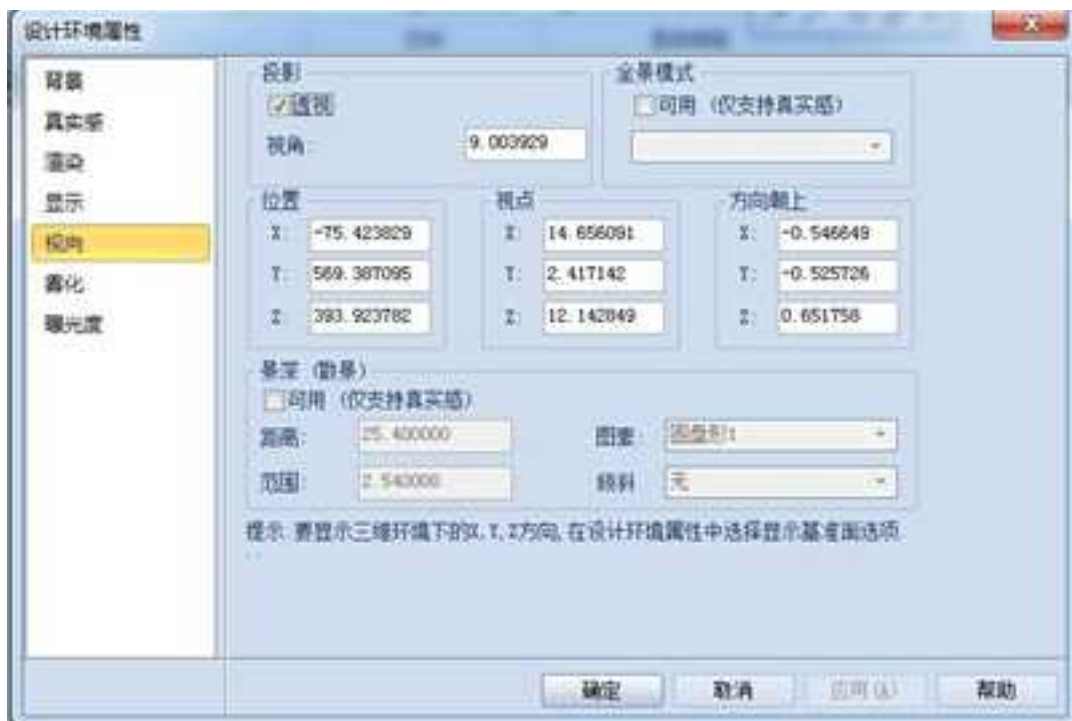 设计环境属性
背景
真实感
渲染
显示
视向
雾化
曝光度
投影
透视
视角: 9.003929
全景模式
可用 (仅支持真实感)
位置
X: -75.423829
Y: 569.387095
Z: 393.923782
视点
X: 14.656091
Y: 2.417142
Z: 12.142849
方向朝上
X: -0.546649
Y: -0.525726
Z: 0.651758
景深 (勘景)
可用 (仅支持真实感)
距离: 25.400000
图素: 圆盘形1
范围: 2.540000
倾斜 无
提示:要显示三维环境下的X,Y,Z方向,在设计环境属性中选择显示基准面选项
确定
取消
应用(A)
帮助